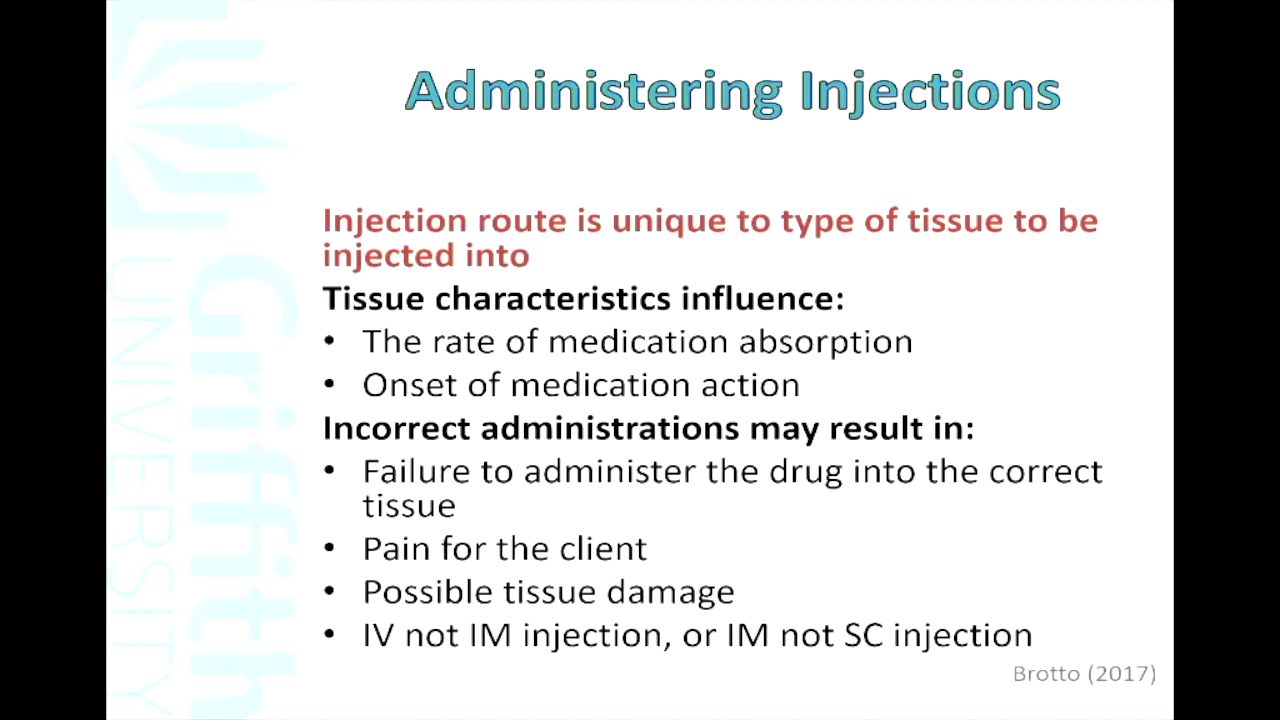 Griffith
UNIVERSITY
Administering Injections
Injection route is unique to type of tissue to be
injected into
Tissue characteristics influence:
• The rate of medication absorption
• Onset of medication action
Incorrect administrations may result in:
• Failure to administer the drug into the correct
tissue
• Pain for the client
• Possible tissue damage
• IV not IM injection, or IM not SC injection
Brotto (2017)